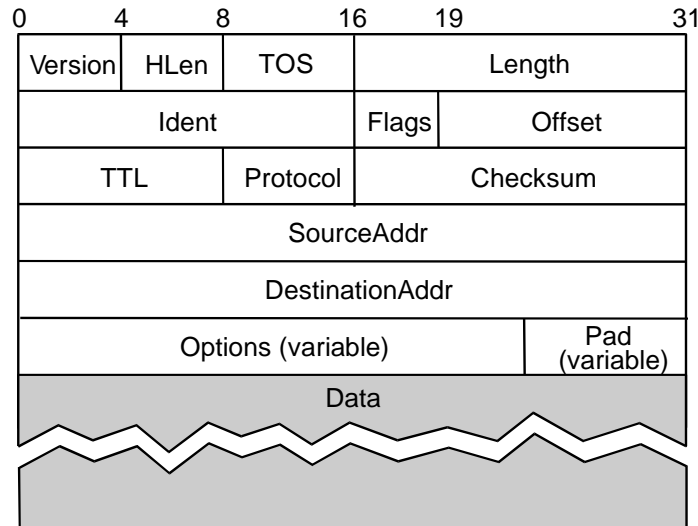 0 4 8 16 19 31
Version HLen TOS Length
Ident Flags Offset
TTL Protocol Checksum
SourceAddr
DestinationAddr
Options (variable) Pad
(variable)
Data